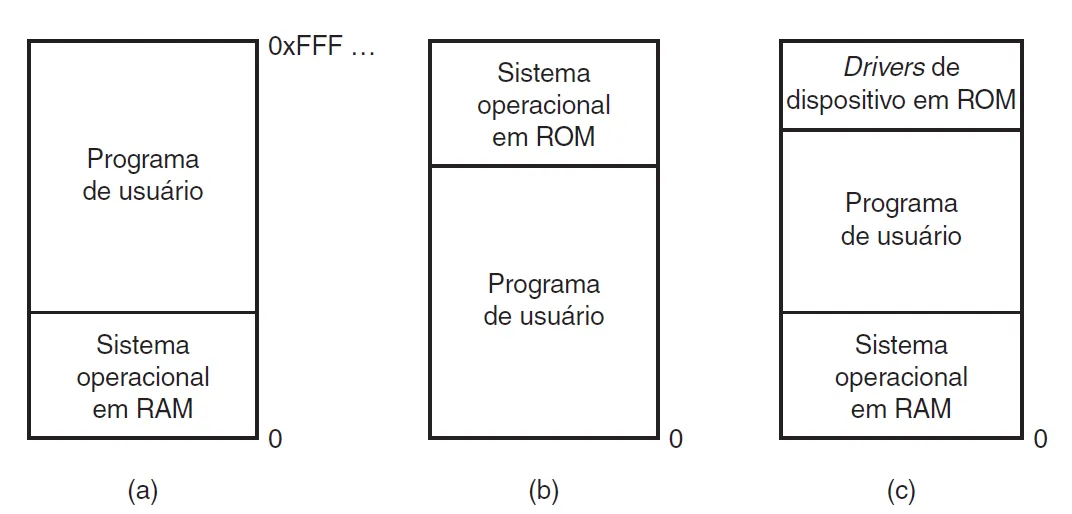 0xFFF …
Programa
de usuário
Sistema
operacional
em RAM
0
(a)
Sistema
operacional
em ROM
Programa
de usuário
0
(b)
Drivers de
dispositivo em ROM
Programa
de usuário
Sistema
operacional
em RAM
0
(c)